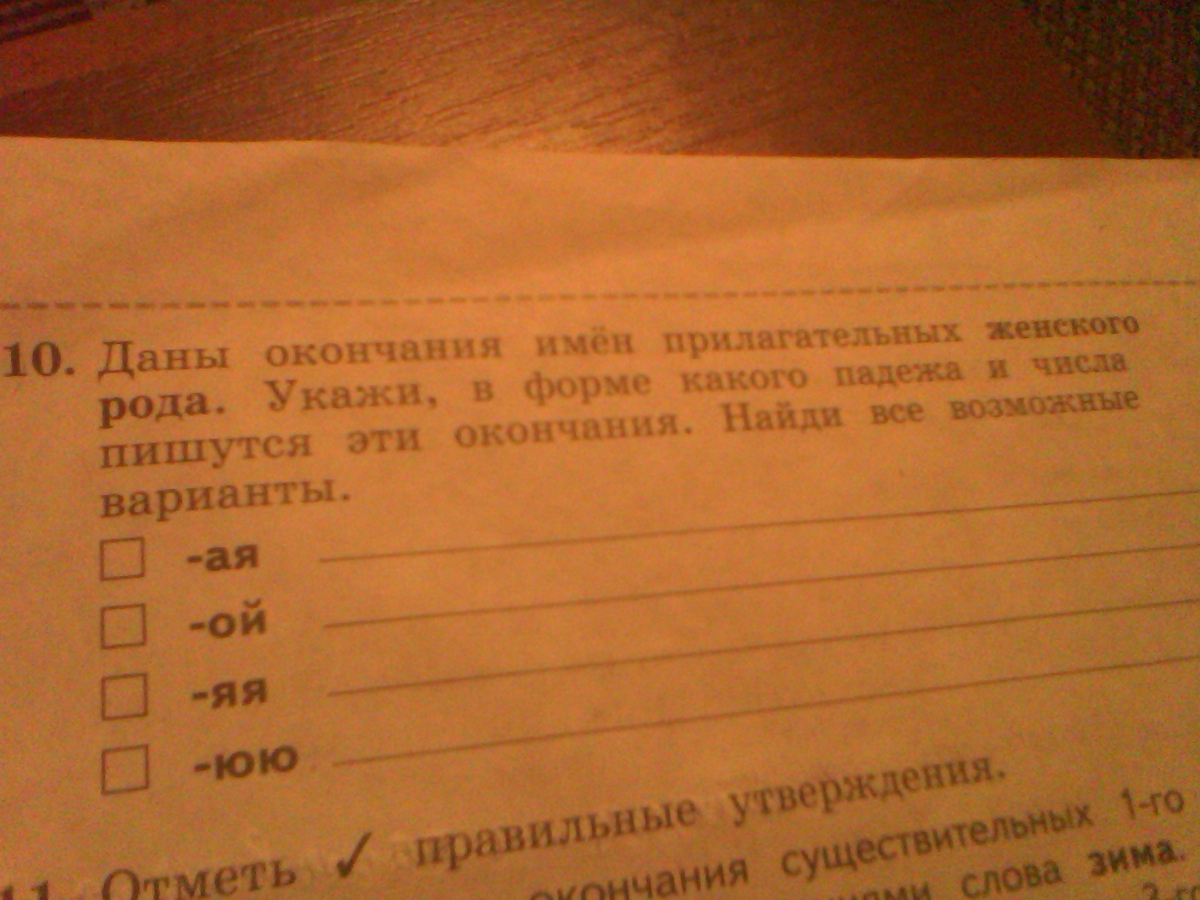 10. Даны окончания имён прилагательных женского
рода. Укажи, в форме какого падежа и числа
пишутся эти окончания. Найди все возможные
варианты.
-ая
-ой
-яя
-юю
11. Отметь ✓ правильные утверждения.
окончания существительных 1-го
слова зима.